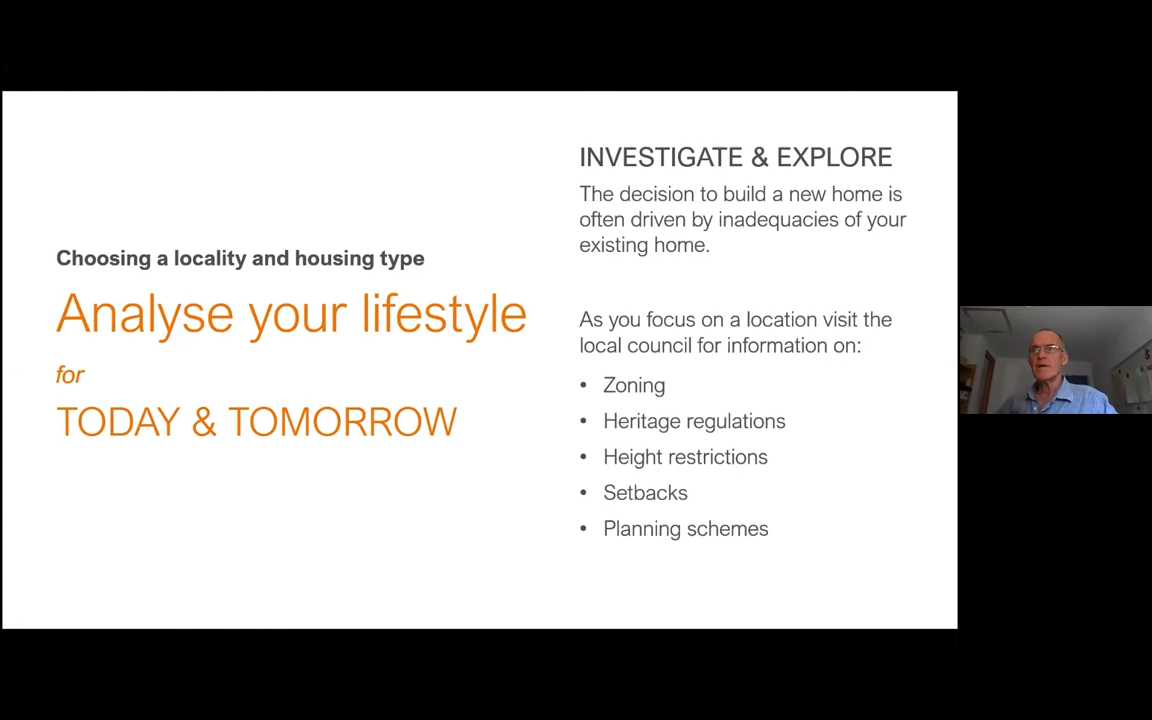 Choosing a locality and housing type
Analyse your lifestyle
for
TODAY & TOMORROW
INVESTIGATE & EXPLORE
The decision to build a new home is
often driven by inadequacies of your
existing home.
As you focus on a location visit the
local council for information on:
• Zoning
• Heritage regulations
• Height restrictions
• Setbacks
• Planning schemes